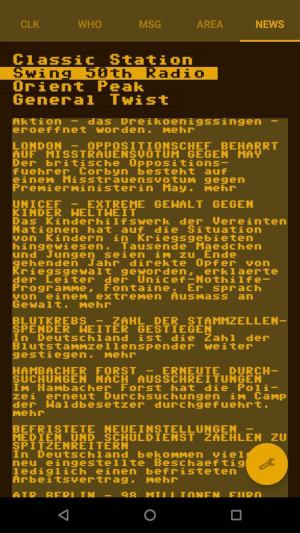 CLK WHO MSG AREA NEWS
Classic Station
Swing 50th Radio
Orient Peak
General Twist
Aktion - das Dreikoenigssingen -
eroeffnet worden. mehr
LONDON - OPPOSITIONSCHEF BEHARRT
AUF MISSTRAUENSVOTUM GEGEN MAY
Der britische Oppositions-
fuehrer Corbyn besteht auf
einem Misstrauensvotum gegen
Premierministerin May. mehr
UNICEF - EXTREME GEWALT GEGEN
KINDER WELTWEIT
Das Kinderhilfswerk der Vereinten
Nationen hat auf die Situation
von Kindern in Kriegsgebieten
hingewiesen. Tausende Maedchen
und Jungen seien im zu Ende
gehenden Jahr direkte Opfer von
Kriegsgewalt geworden, erklaerte
der Leiter der Unicef-Nothilfe-
Programme, Fontaine. Er sprach
von einem extremen Ausmass an
Gewalt. mehr
BLUTKREBS - ZAHL DER STAMMZELLEN-
SPENDER WEITER GESTIEGEN
In Deutschland ist die Zahl der
Blutstammzellenspender weiter
gestiegen. mehr
HAMBACHER FORST - ERNEUTE DURCH-
SUCHUNGEN NACH AUSSCHREITUNGEN
Im Hambacher Forst hat die Poli-
zei erneut Durchsuchungen im Camp
der Waldbesetzer durchgefuehrt.
mehr
BEFRISTETE NEUEINSTELLUNGEN -
MEDIEN UND SCHULDIENST ZAEHLEN ZU
SPITZENREITERN
In Deutschland bekommen viele
neu eingestellte Beschaeftig
lediglich einen befristeten
Arbeitsvertrag. mehr
AIR BERLIN - 98 MILLIONEN EURO